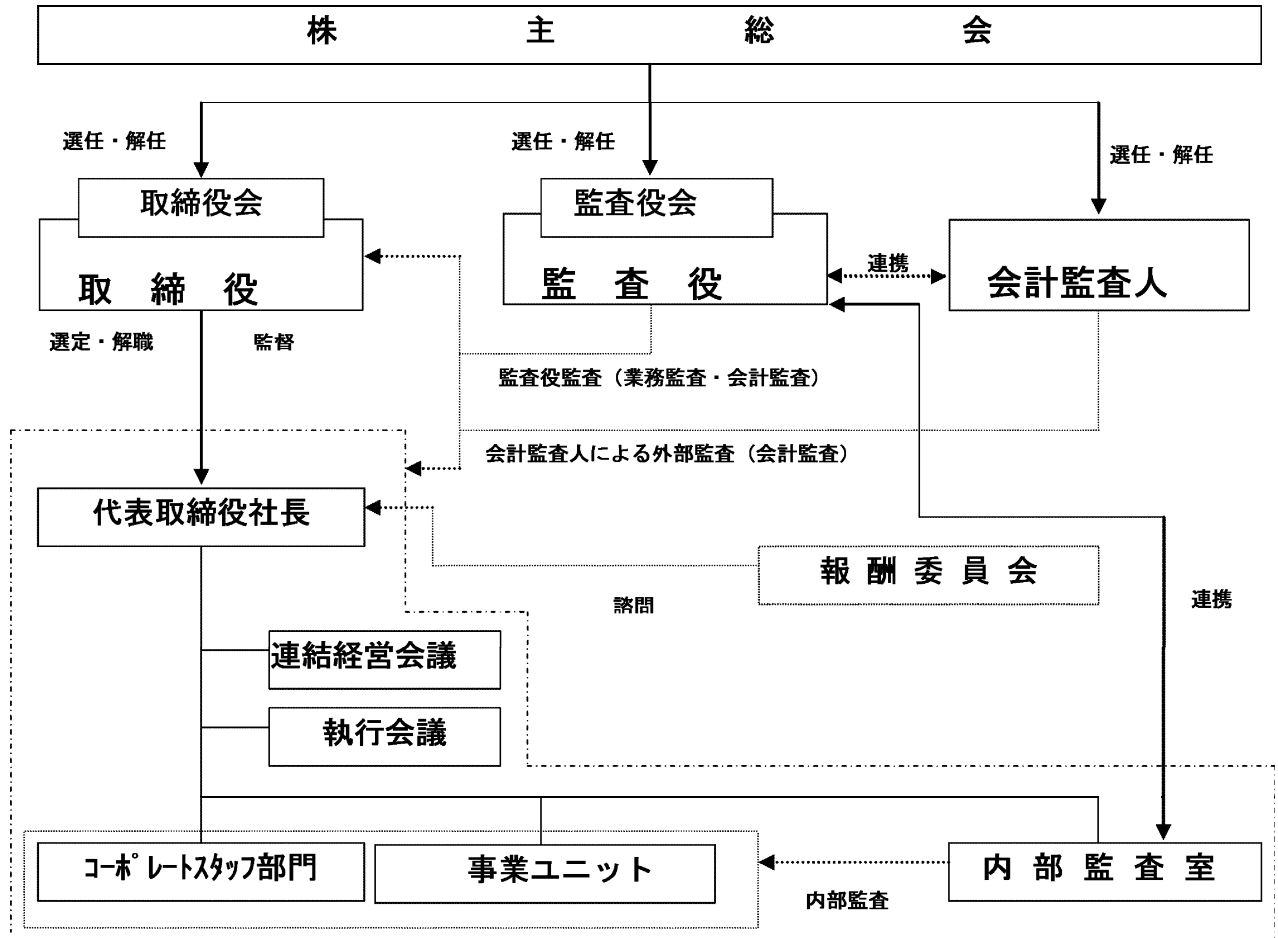 株主総会
選任・解任
選任・解任
選任・解任
取締役会
監査役会
取締役
監査役
連携
会計監査人
選定・解職
監督
監査役監査（業務監査・会計監査）
会計監査人による外部監査（会計監査）
代表取締役社長
報酬委員会
諮問
連携
連結経営会議
執行会議
ｺｰﾎﾟﾚｰﾄｽﾀｯﾌ部門
事業ユニット
内部監査室
内部監査